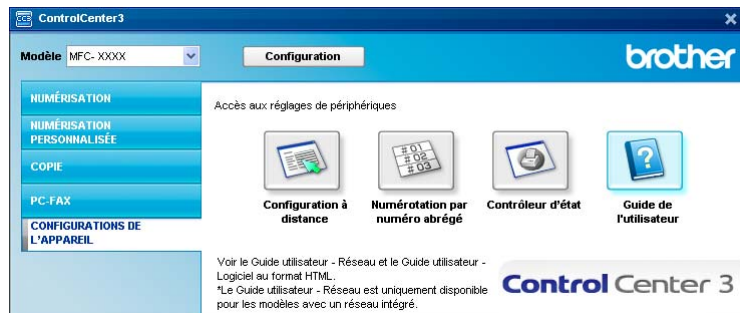 ControlCenter3
Modèle MFC- XXXX Configuration brother
NUMÉRISATION
NUMÉRISATION
PERSONNALISÉE
COPIE
PC-FAX
CONFIGURATIONS DE
L'APPAREIL
Accès aux réglages de périphériques
# 01
# 02
# 03
?
Configuration à
distance
Numérotation par
numéro abrégé
Contrôleur d'état
Guide de
l'utilisateur
Voir le Guide utilisateur - Réseau et le Guide utilisateur -
Logiciel au format HTML.
*Le Guide utilisateur - Réseau est uniquement disponible
pour les modèles avec un réseau intégré.
Control Center 3